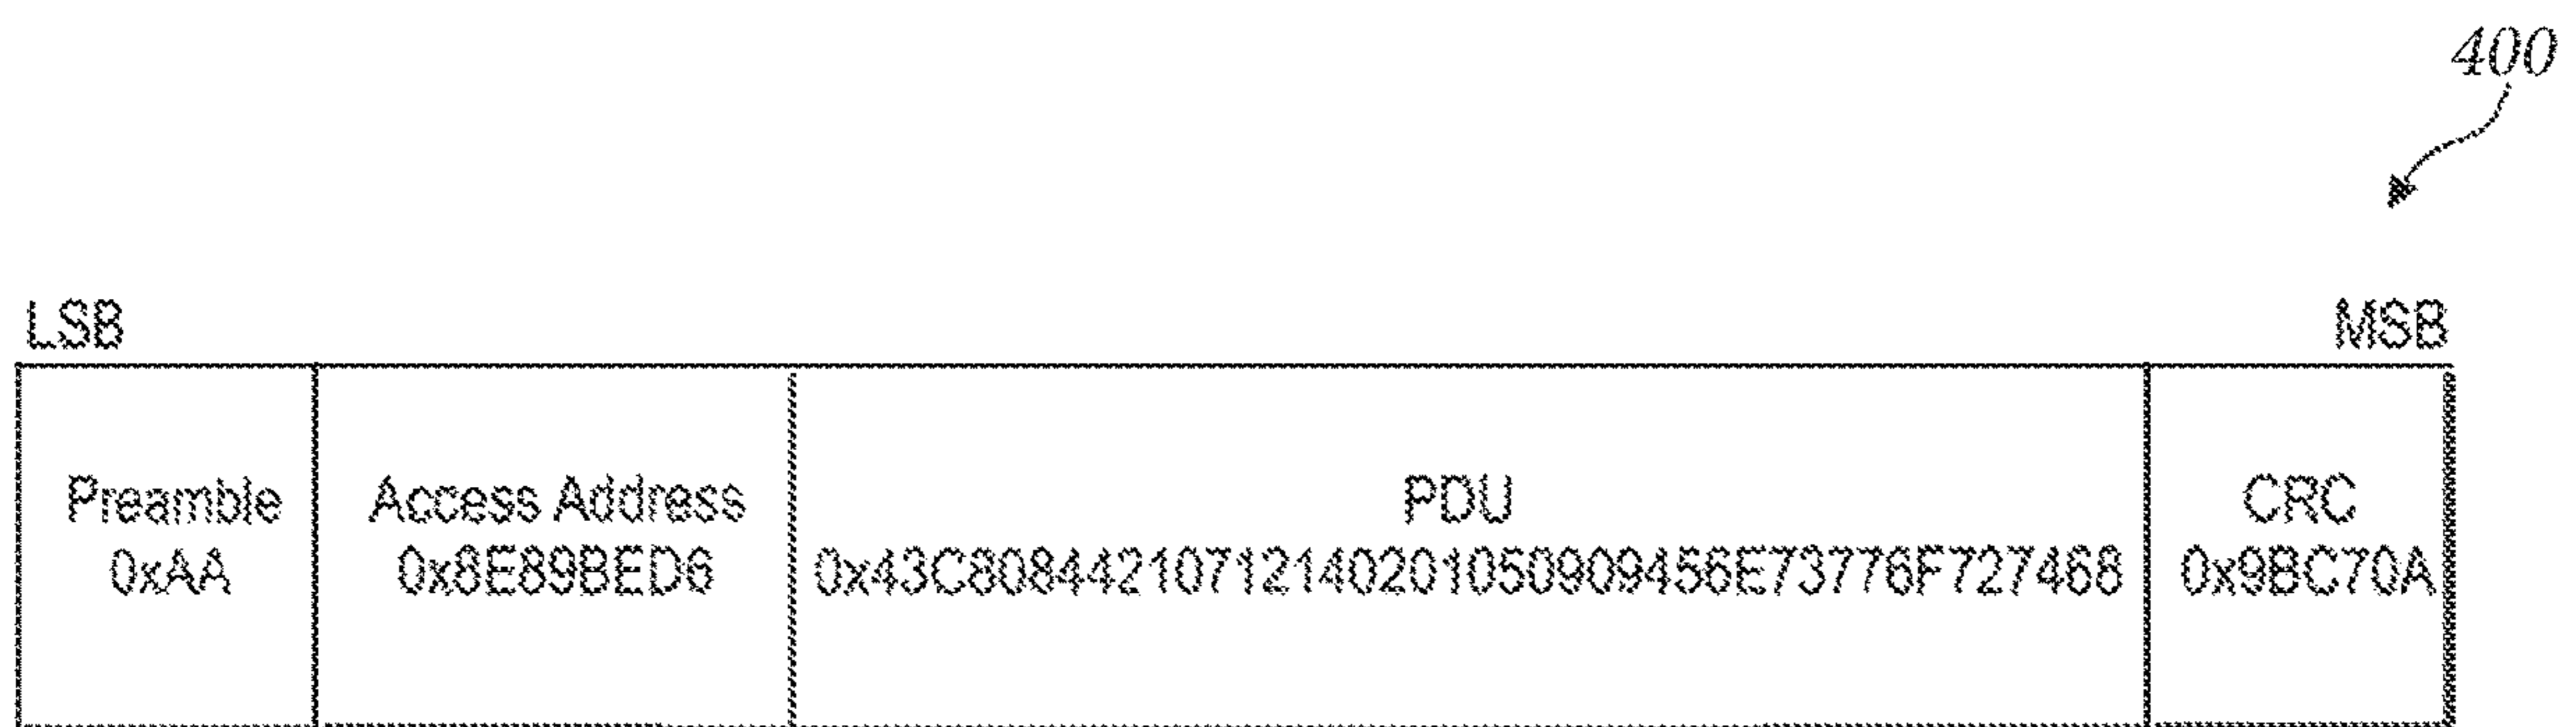 400
LSB MSB
Preamble Access Address PDU CRC
0xAA 0x8E89BED6 0x43C80844210712140201050909456E73776F727468 0x9BC70A